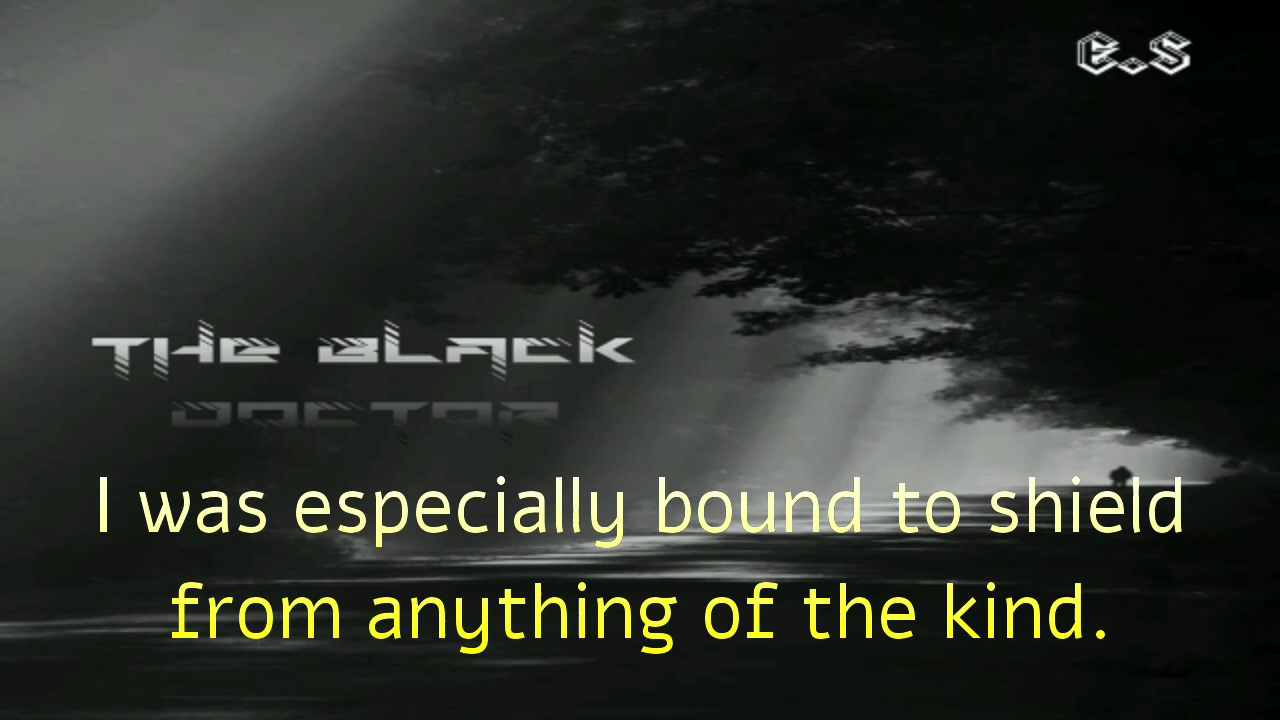 E.S
THE BLACK
DOCTOR
I was especially bound to shield
from anything of the kind.